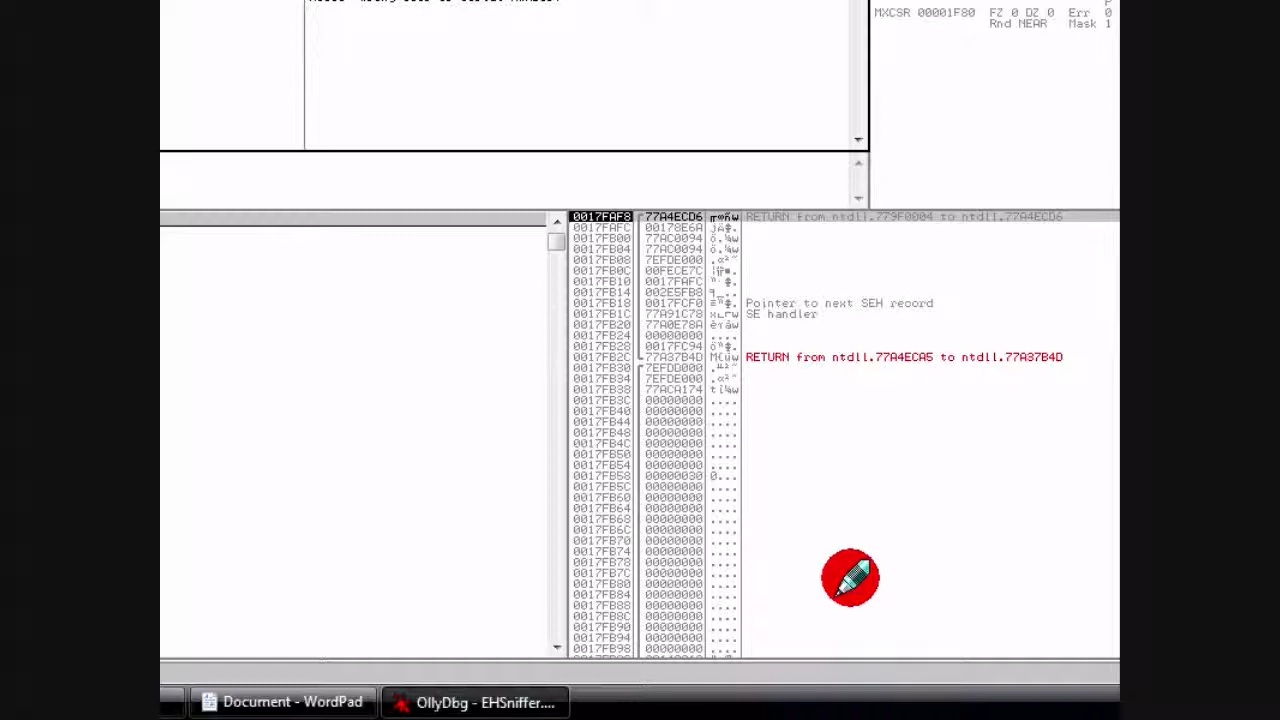 P
MXCSR 00001F80 FZ 0 DZ 0 Err 0
Rnd NEAR Mask 1
0017FAF8 77A4ECD6 RETURN from ntdll.779F0004 to ntdll.77A4ECD6
0017FAFC 00178E6A
0017FB00 77AC0094
0017FB04 77AC0094
0017FB08 7EFDE000
0017FB0C 00FECE7C
0017FB10 0017FAFC
0017FB14 002E5FB8
0017FB18 0017FCF0 Pointer to next SEH record
0017FB1C 77A91C78 SE handler
0017FB20 77A0E78A
0017FB24 00000000 ....
0017FB28 0017FC94
0017FB2C 77A37B4D RETURN from ntdll.77A4ECA5 to ntdll.77A37B4D
0017FB30 7EFDD000
0017FB34 7EFDE000
0017FB38 77ACA174
0017FB3C 00000000 ....
0017FB40 00000000 ....
0017FB44 00000000 ....
0017FB48 00000000 ....
0017FB4C 00000000 ....
0017FB50 00000000 ....
0017FB54 00000000 ....
0017FB58 00000030 0...
0017FB5C 00000000 ....
0017FB60 00000000 ....
0017FB64 00000000 ....
0017FB68 00000000 ....
0017FB6C 00000000 ....
0017FB70 00000000 ....
0017FB74 00000000 ....
0017FB78 00000000 ....
0017FB7C 00000000 ....
0017FB80 00000000 ....
0017FB84 00000000 ....
0017FB88 00000000 ....
0017FB8C 00000000 ....
0017FB90 00000000 ....
0017FB94 00000000 ....
0017FB98 00000000 ....
Document - WordPad
OllyDbg - EHSniffer....